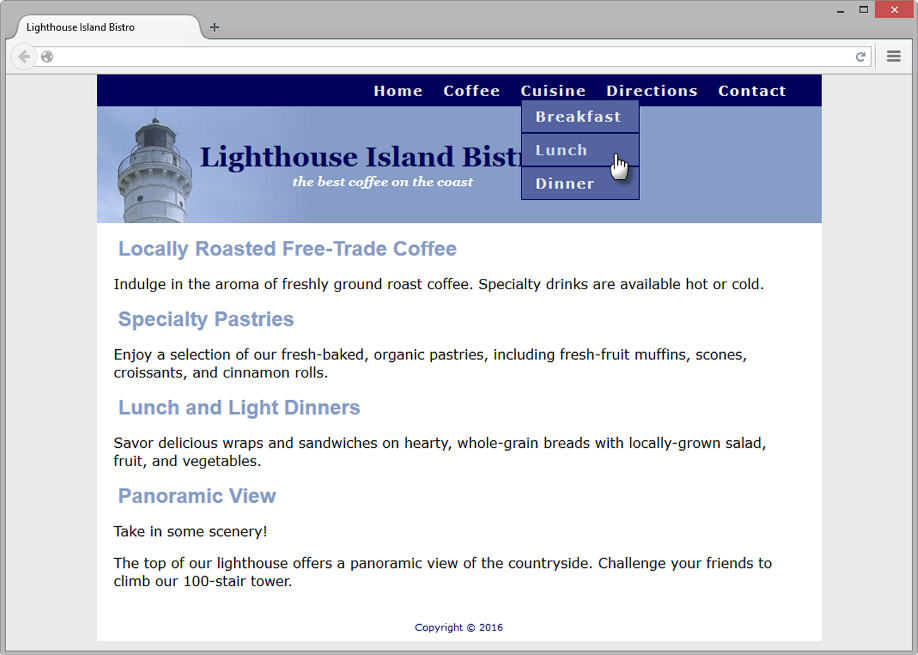 Lighthouse Island Bistro
Home Coffee Cuisine Directions Contact
Breakfast
Lunch
Dinner
Lighthouse Island Bistr
the best coffee on the coast
Locally Roasted Free-Trade Coffee
Indulge in the aroma of freshly ground roast coffee. Specialty drinks are available hot or cold.
Specialty Pastries
Enjoy a selection of our fresh-baked, organic pastries, including fresh-fruit muffins, scones,
croissants, and cinnamon rolls.
Lunch and Light Dinners
Savor delicious wraps and sandwiches on hearty, whole-grain breads with locally-grown salad,
fruit, and vegetables.
Panoramic View
Take in some scenery!
The top of our lighthouse offers a panoramic view of the countryside. Challenge your friends to
climb our 100-stair tower.
Copyright © 2016